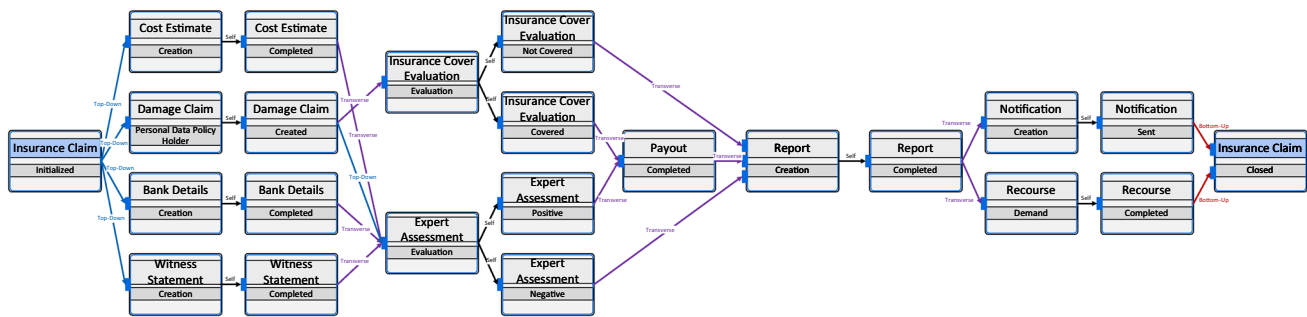 Insurance Claim
Initialized
Top-Down
Top-Down
Top-Down
Top-Down
Cost Estimate
Creation
Self
Cost Estimate
Completed
Damage Claim
Personal Data Policy
Holder
Self
Damage Claim
Created
Bank Details
Creation
Self
Bank Details
Completed
Witness
Statement
Creation
Self
Witness
Statement
Completed
Transverse
Transverse
Top-Down
Transverse
Transverse
Insurance Cover
Evaluation
Evaluation
Expert
Assessment
Evaluation
Self
Self
Self
Self
Insurance Cover
Evaluation
Not Covered
Insurance Cover
Evaluation
Covered
Expert
Assessment
Positive
Expert
Assessment
Negative
Transverse
Transverse
Transverse
Transverse
Payout
Completed
Transverse
Report
Creation
Self
Report
Completed
Transverse
Transverse
Notification
Creation
Self
Notification
Sent
Recourse
Demand
Self
Recourse
Completed
Bottom-Up
Bottom-Up
Insurance Claim
Closed